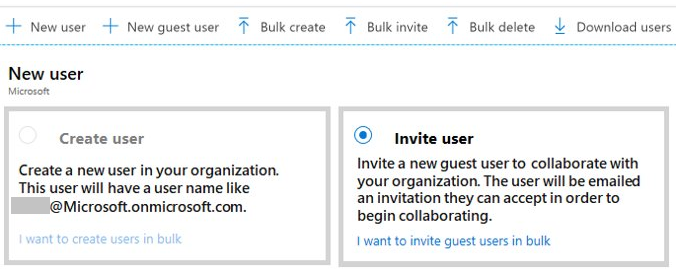 + New user + New guest user Bulk create Bulk invite Bulk delete Download users
New user
Microsoft
Create user
Create a new user in your organization.
This user will have a user name like
@Microsoft.onmicrosoft.com.
I want to create users in bulk
Invite user
Invite a new guest user to collaborate with
your organization. The user will be emailed
an invitation they can accept in order to
begin collaborating.
I want to invite guest users in bulk